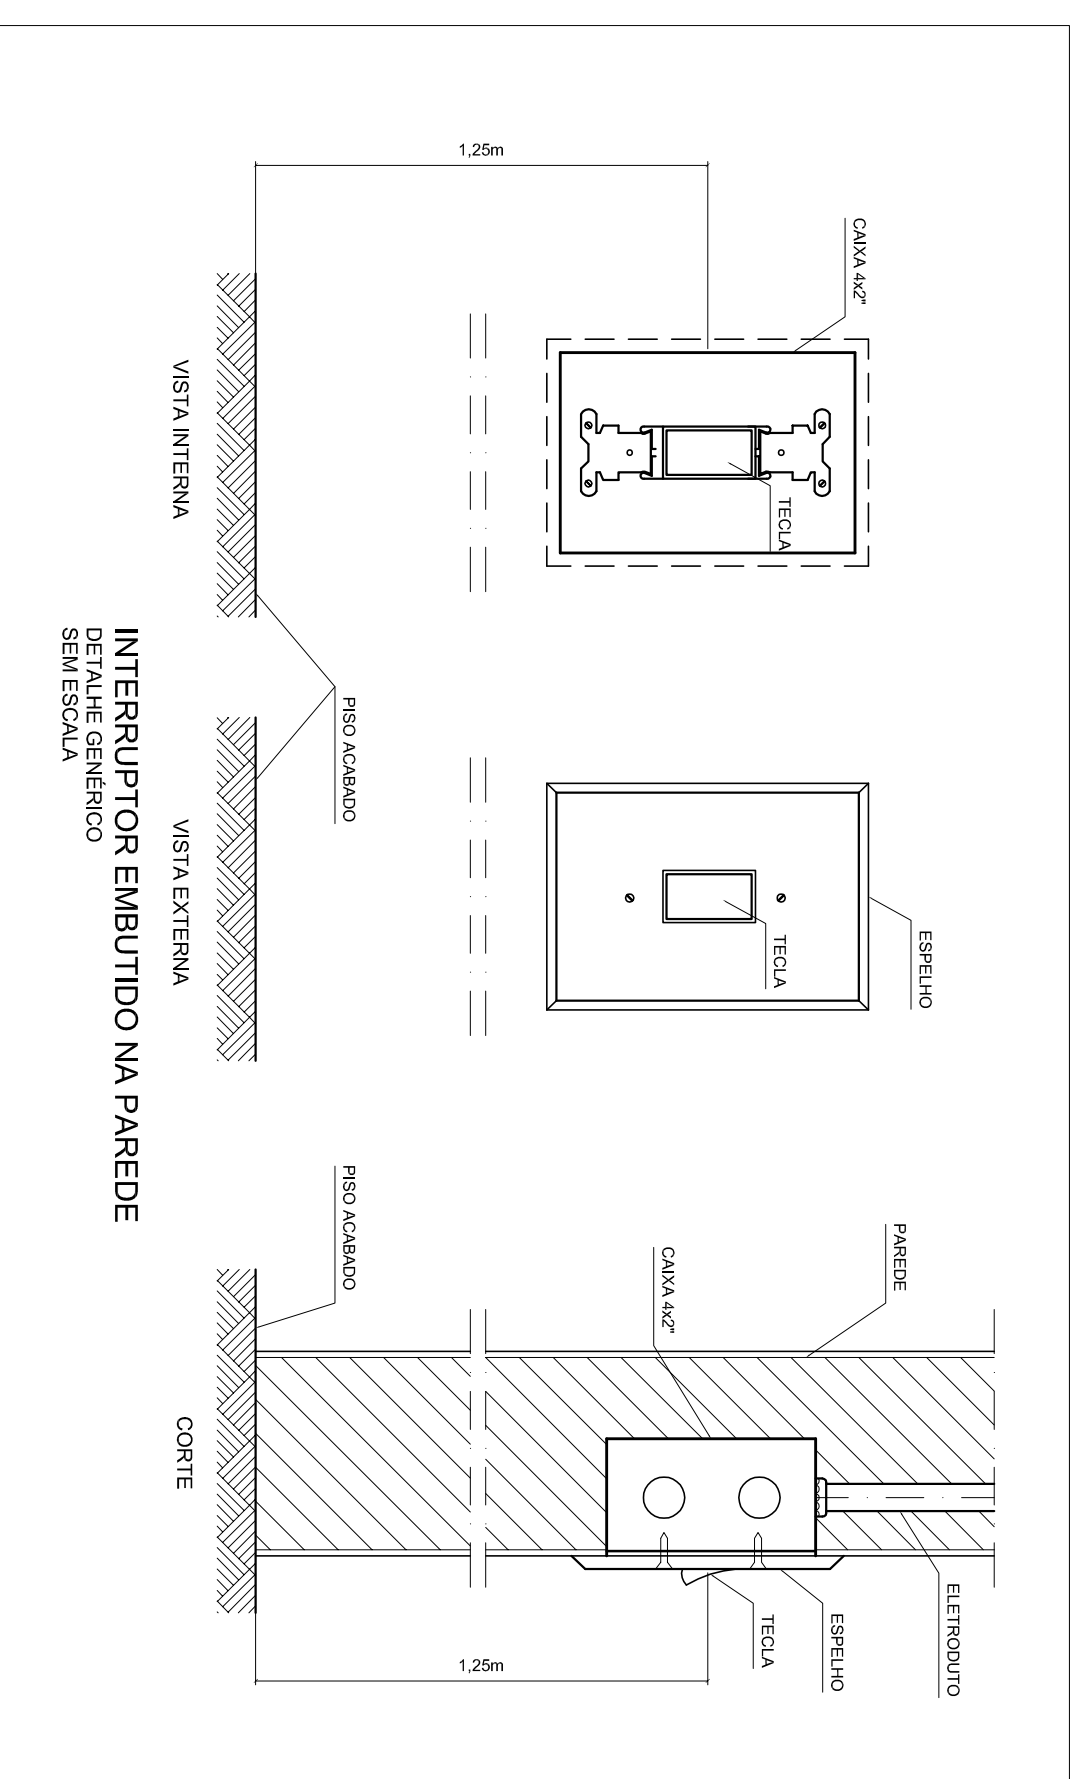 CAIXA 4x2"
TECLA
1,25m
PISO ACABADO
VISTA INTERNA
ESPELHO
TECLA
VISTA EXTERNA
PAREDE
CAIXA 4x2"
ELETRODUTO
ESPELHO
TECLA
1,25m
PISO ACABADO
CORTE
INTERRUPTOR EMBUTIDO NA PAREDE
DETALHE GENÉRICO
SEM ESCALA